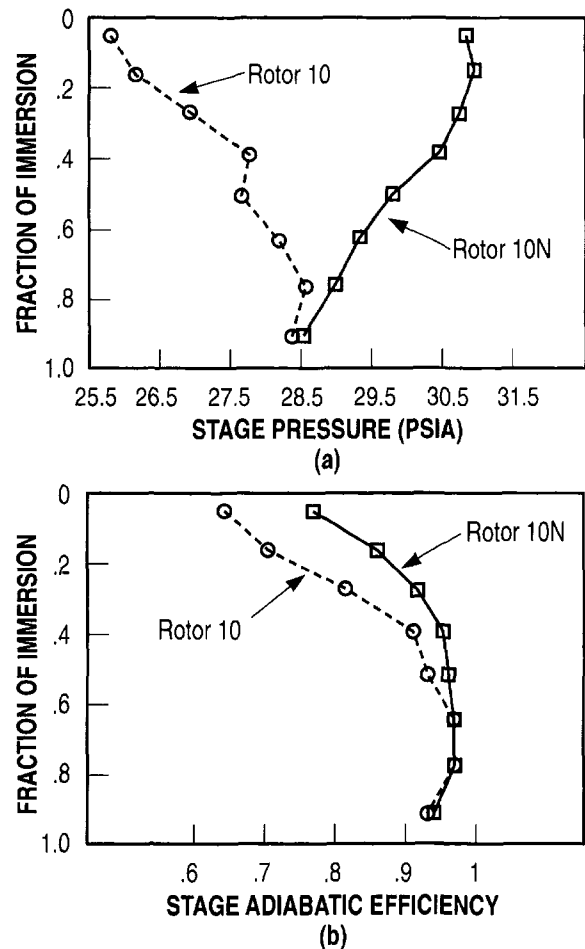 0
.2
.4
.6
.8
1.0
FRACTION OF IMMERSION
Rotor 10
Rotor 10N
25.5 26.5 27.5 28.5 29.5 30.5 31.5
STAGE PRESSURE (PSIA)
(a)
0
.2
.4
.6
.8
1.0
FRACTION OF IMMERSION
Rotor 10N
Rotor 10
.6 .7 .8 .9 1
STAGE ADIABATIC EFFICIENCY
(b)